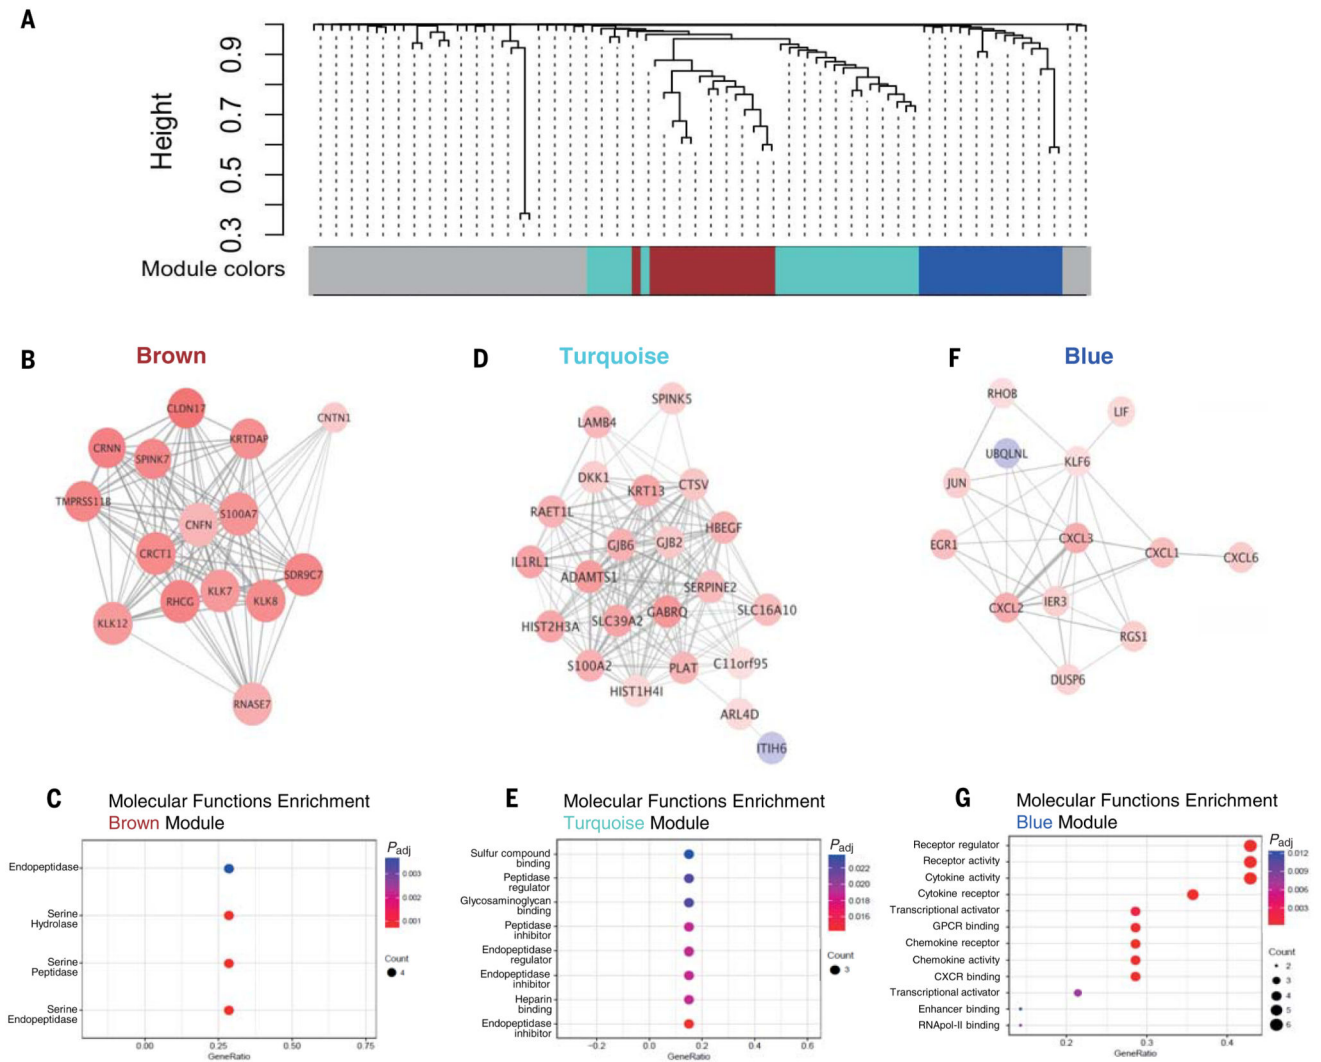 A
Height
0.9
0.7
0.5
0.3
Module colors
B
Brown
CLDN17
CNTN1
CRNN
KRTDAP
SPINK7
TMPRSS11B
S100A7
CNFN
CRCT1
SDR9C7
KLK7
RHCG
KLK8
KLK12
RNASE7
D
Turquoise
SPINK5
LAMB4
DKK1
KRT13
CTSV
RAET1L
HBEGF
GJB6
GJB2
IL1RL1
ADAMTS1
SERPINE2
GABRQ
SLC16A10
HIST2H3A
SLC39A2
S100A2
PLAT
C11orf95
HIST1H4I
ARL4D
ITIH6
F
Blue
RHOB
LIF
UBQLNL
KLF6
JUN
CXCL3
EGR1
CXCL1
CXCL6
CXCL2
IER3
RGS1
DUSP6
C
Molecular Functions Enrichment
Brown Module
Endopeptidase
Serine
Hydrolase
Serine
Peptidase
Serine
Endopeptidase
0.00
0.25
0.50
0.75
GeneRatio
Padj
0.003
0.002
0.001
Count
4
E
Molecular Functions Enrichment
Turquoise Module
Sulfur compound
binding
Peptidase
regulator
Glycosaminoglycan
binding
Peptidase
inhibitor
Endopeptidase
regulator
Endopeptidase
inhibitor
Heparin
binding
Endopeptidase
inhibitor
−0.2
0.0
0.2
0.4
0.6
GeneRatio
Padj
0.022
0.020
0.018
0.016
Count
3
G
Molecular Functions Enrichment
Blue Module
Receptor regulator
Receptor activity
Cytokine activity
Cytokine receptor
Transcriptional activator
GPCR binding
Chemokine receptor
Chemokine activity
CXCR binding
Transcriptional activator
Enhancer binding
RNApol-II binding
0.2
0.3
0.4
GeneRatio
Padj
0.012
0.009
0.006
0.003
Count
2
3
4
5
6